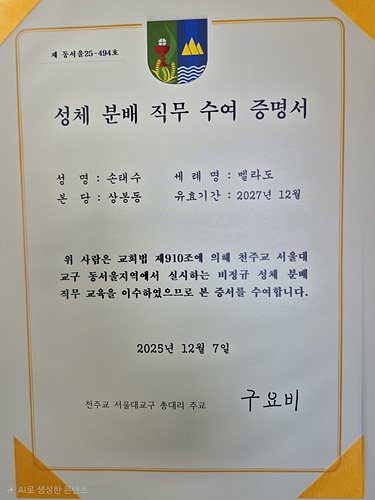 제 동서울25-494호
성체 분배 직무 수여 증명서
성 명 : 손태수 세 례 명 : 벨라도
본 당 : 상봉동 유효기간 : 2027년 12월
위 사람은 교회법 제910조에 의해 천주교 서울대
교구 동서울지역에서 실시하는 비정규 성체 분배
직무 교육을 이수하였으므로 본 증서를 수여합니다.
2025년 12월 7일
천주교 서울대교구 총대리 주교 구요비
AI로 생성한 콘텐츠